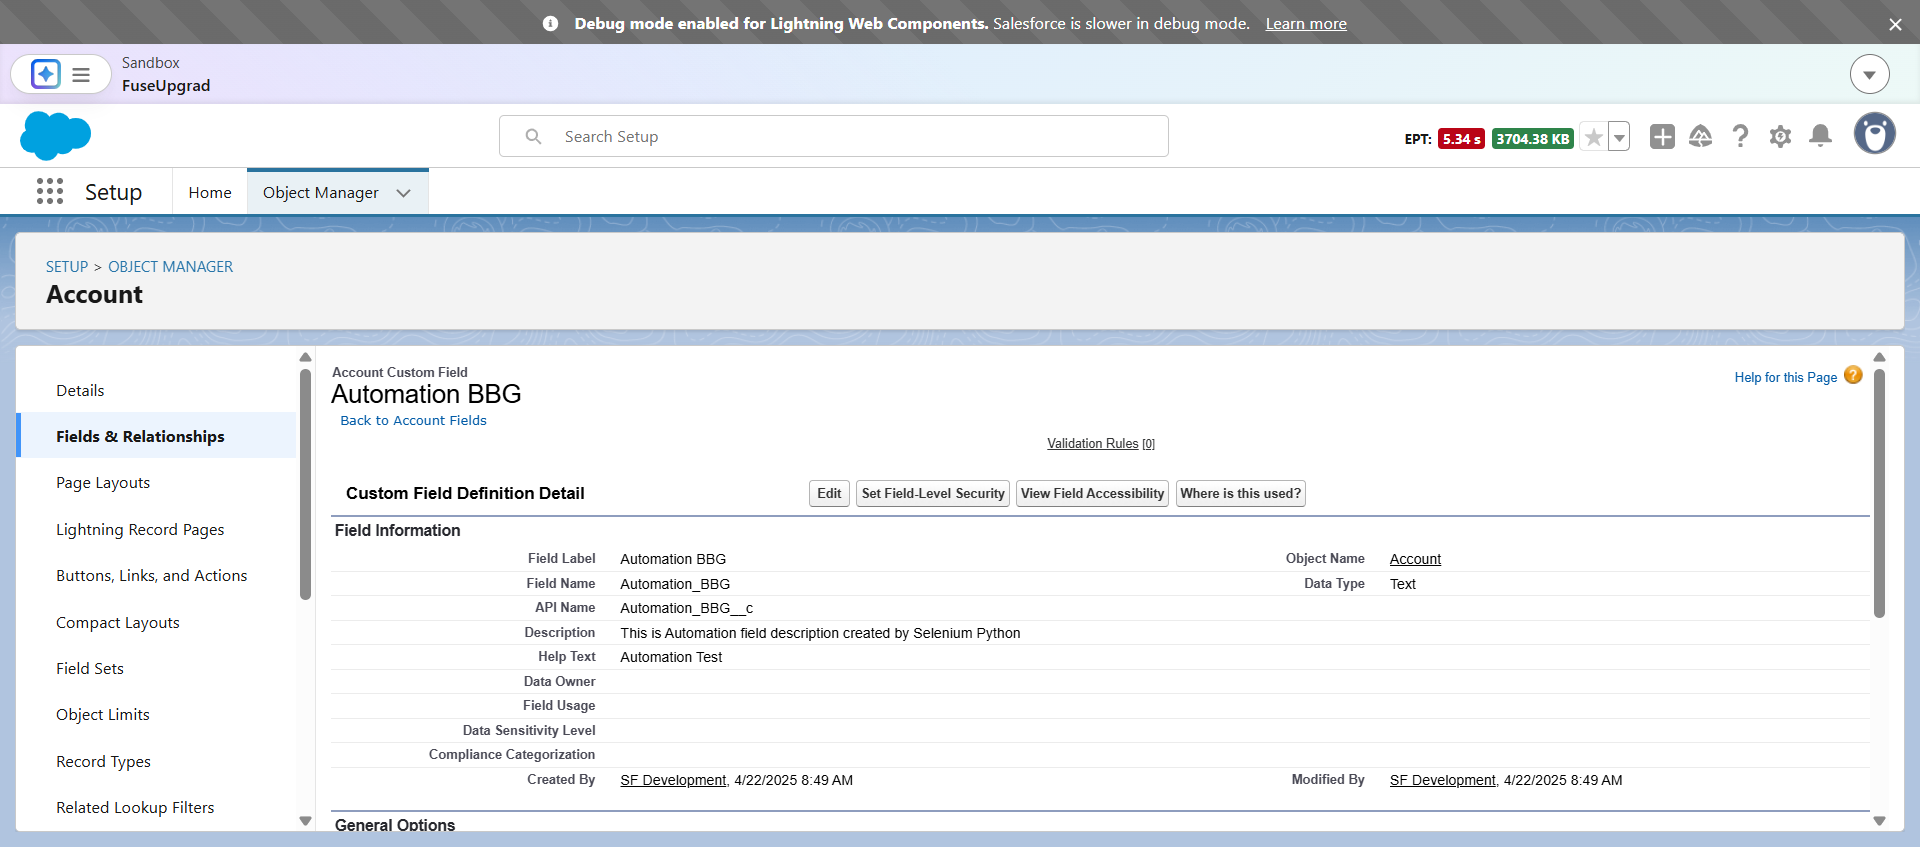 Debug mode enabled for Lightning Web Components. Salesforce is slower in debug mode. Learn more
Sandbox
FuseUpgrad
Search Setup
EPT: 5.34 s 3704.38 KB
Setup Home Object Manager
SETUP > OBJECT MANAGER
Account
Details
Fields & Relationships
Page Layouts
Lightning Record Pages
Buttons, Links, and Actions
Compact Layouts
Field Sets
Object Limits
Record Types
Related Lookup Filters
Account Custom Field
Automation BBG
Help for this Page
Back to Account Fields
Validation Rules [0]
Custom Field Definition Detail Edit Set Field-Level Security View Field Accessibility Where is this used?
Field Information
Field Label Automation BBG Object Name Account
Field Name Automation_BBG Data Type Text
API Name Automation_BBG__c
Description This is Automation field description created by Selenium Python
Help Text Automation Test
Data Owner
Field Usage
Data Sensitivity Level
Compliance Categorization
Created By SF Development, 4/22/2025 8:49 AM Modified By SF Development, 4/22/2025 8:49 AM
General Options